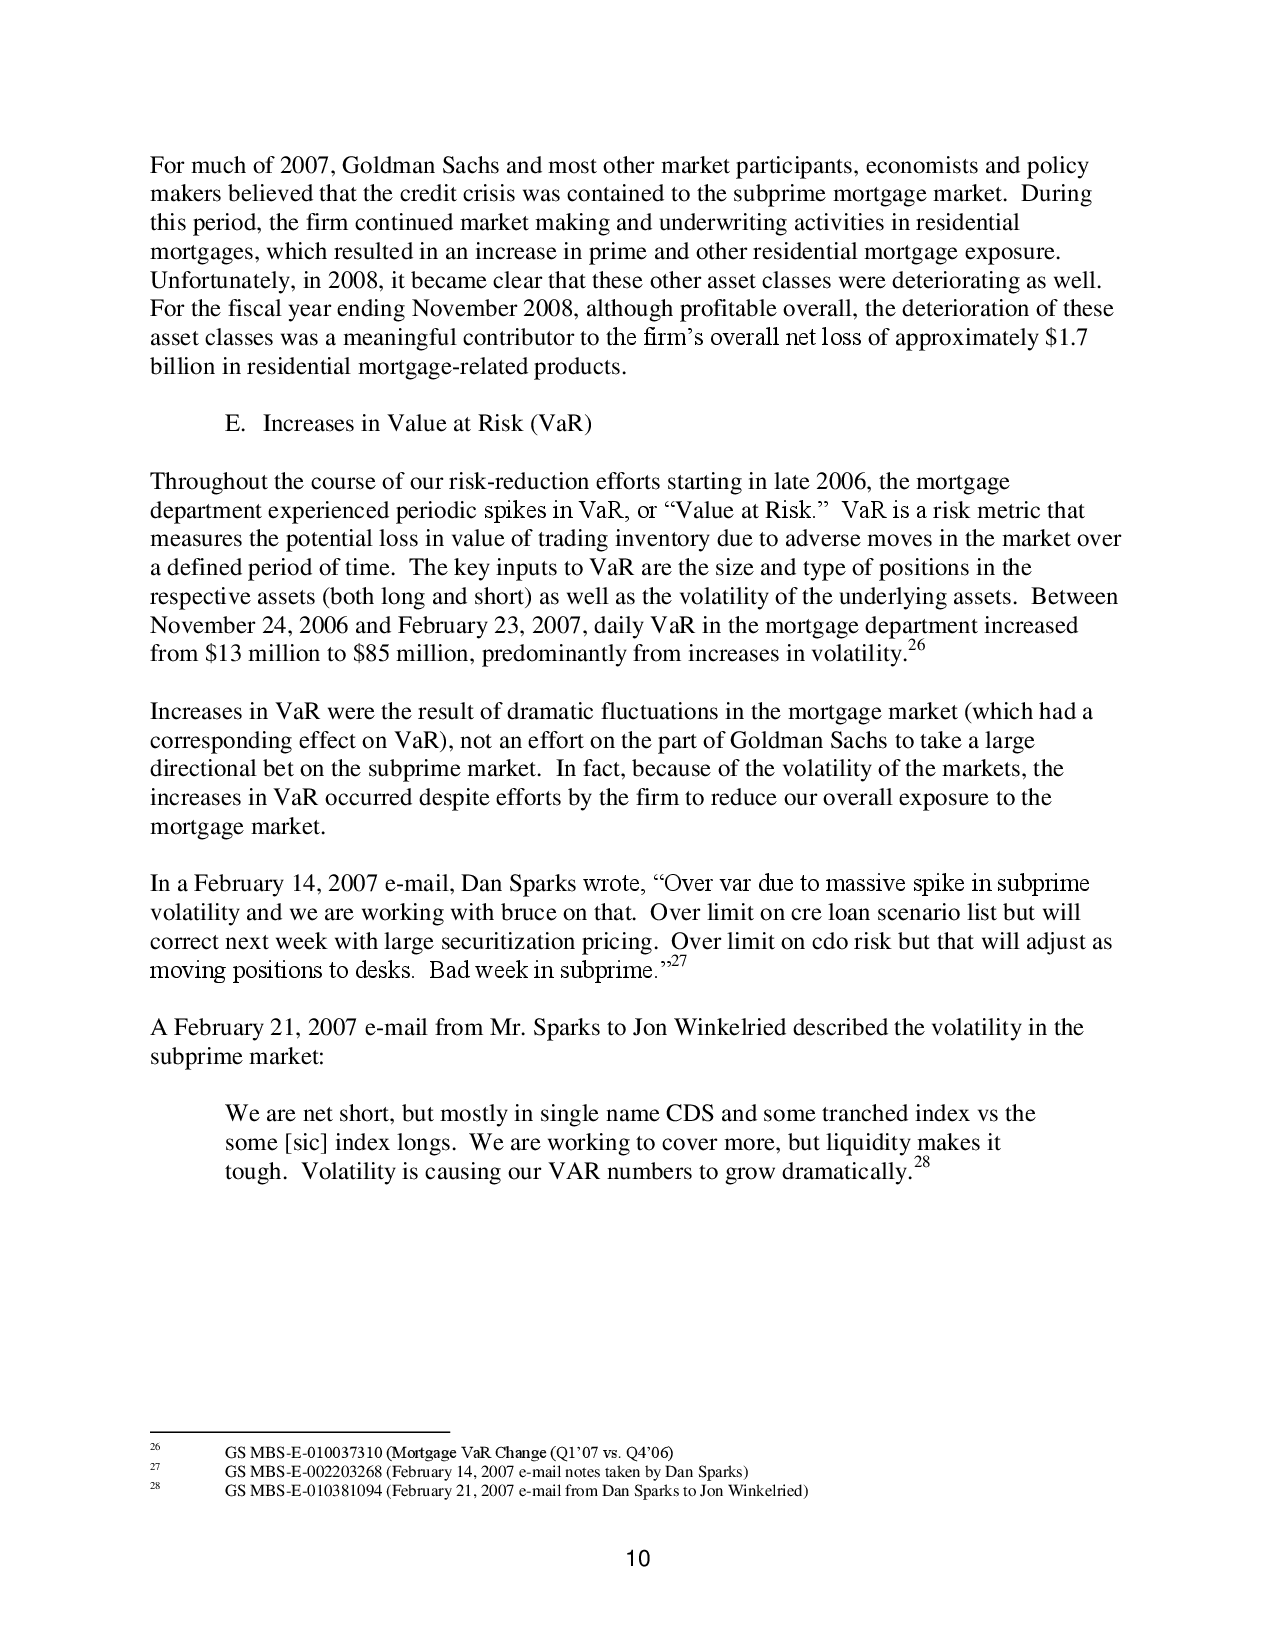 For much of 2007, Goldman Sachs and most other market participants, economists and policy
makers believed that the credit crisis was contained to the subprime mortgage market.  During
this period, the firm continued market making and underwriting activities in residential
mortgages, which resulted in an increase in prime and other residential mortgage exposure.
Unfortunately, in 2008, it became clear that these other asset classes were deteriorating as well.
For the fiscal year ending November 2008, although profitable overall, the deterioration of these
asset classes was a meaningful contributor to the firm’s overall net loss of approximately $1.7
billion in residential mortgage-related products.
E.  Increases in Value at Risk (VaR)
Throughout the course of our risk-reduction efforts starting in late 2006, the mortgage
department experienced periodic spikes in VaR, or “Value at Risk.”  VaR is a risk metric that
measures the potential loss in value of trading inventory due to adverse moves in the market over
a defined period of time.  The key inputs to VaR are the size and type of positions in the
respective assets (both long and short) as well as the volatility of the underlying assets.  Between
November 24, 2006 and February 23, 2007, daily VaR in the mortgage department increased
from $13 million to $85 million, predominantly from increases in volatility.26
Increases in VaR were the result of dramatic fluctuations in the mortgage market (which had a
corresponding effect on VaR), not an effort on the part of Goldman Sachs to take a large
directional bet on the subprime market.  In fact, because of the volatility of the markets, the
increases in VaR occurred despite efforts by the firm to reduce our overall exposure to the
mortgage market.
In a February 14, 2007 e-mail, Dan Sparks wrote, “Over var due to massive spike in subprime
volatility and we are working with bruce on that.  Over limit on cre loan scenario list but will
correct next week with large securitization pricing.  Over limit on cdo risk but that will adjust as
moving positions to desks.  Bad week in subprime.”27
A February 21, 2007 e-mail from Mr. Sparks to Jon Winkelried described the volatility in the
subprime market:
We are net short, but mostly in single name CDS and some tranched index vs the
some [sic] index longs.  We are working to cover more, but liquidity makes it
tough.  Volatility is causing our VAR numbers to grow dramatically.28
26 GS MBS-E-010037310 (Mortgage VaR Change (Q1’07 vs. Q4’06)
27 GS MBS-E-002203268 (February 14, 2007 e-mail notes taken by Dan Sparks)
28 GS MBS-E-010381094 (February 21, 2007 e-mail from Dan Sparks to Jon Winkelried)
10